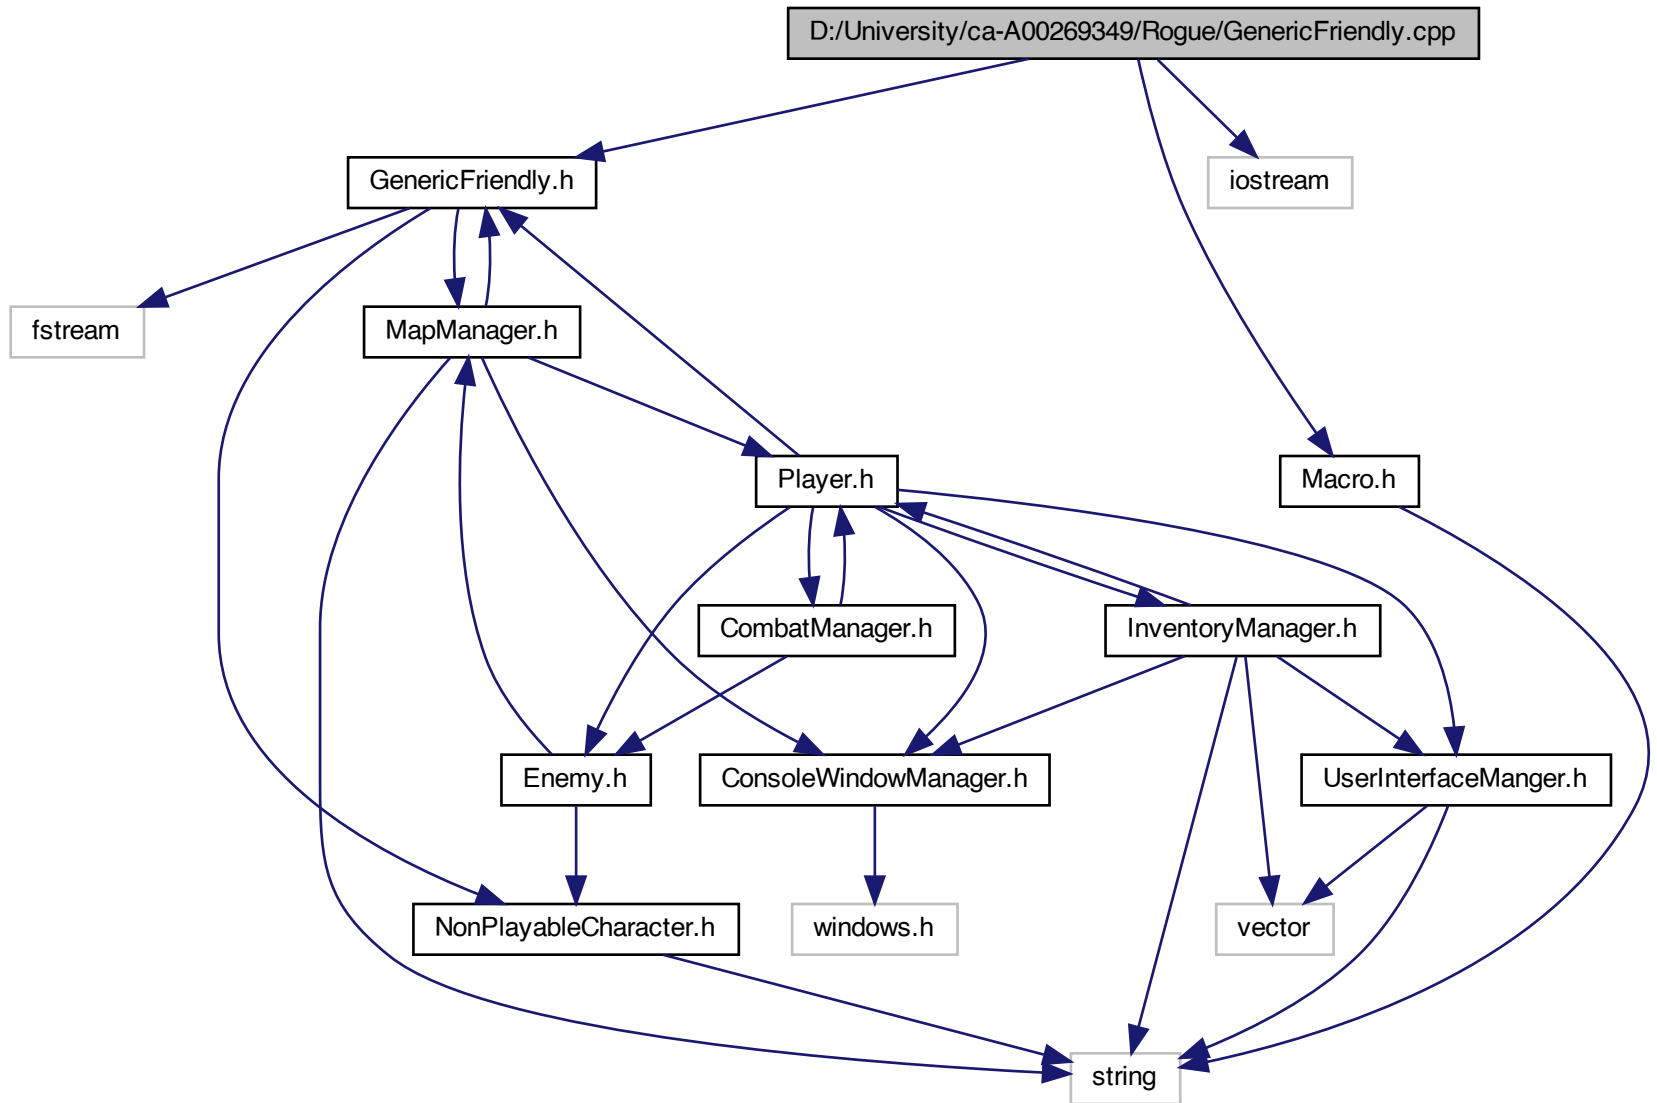 D:/University/ca-A00269349/Rogue/GenericFriendly.cpp
GenericFriendly.h
iostream
fstream
MapManager.h
Player.h
Macro.h
CombatManager.h
InventoryManager.h
Enemy.h
ConsoleWindowManager.h
UserInterfaceManger.h
NonPlayableCharacter.h
windows.h
vector
string